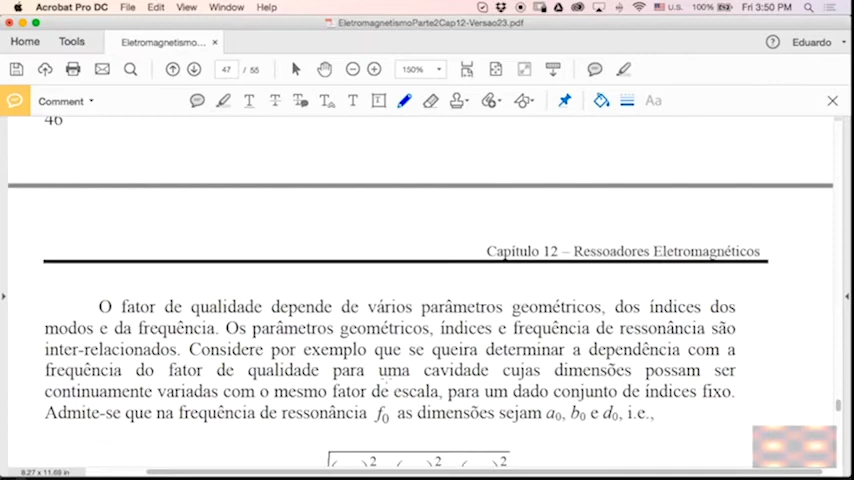 Acrobat Pro DC File Edit View Window Help 100% U.S. Fri 3:50 PM
EletromagnetismoParte2Cap12-Versao23.pdf
Home Tools Eletromagnetismo... × Eduardo
47 / 55 150%
Comment Aa
46
Capítulo 12 – Ressoadores Eletromagnéticos
O fator de qualidade depende de vários parâmetros geométricos, dos índices dos
modos e da frequência. Os parâmetros geométricos, índices e frequência de ressonância são
inter-relacionados. Considere por exemplo que se queira determinar a dependência com a
frequência do fator de qualidade para uma cavidade cujas dimensões possam ser
continuamente variadas com o mesmo fator de escala, para um dado conjunto de índices fixo.
Admite-se que na frequência de ressonância f₀ as dimensões sejam a₀, b₀ e d₀, i.e.,
2 2 2
8.27 x 11.69 in